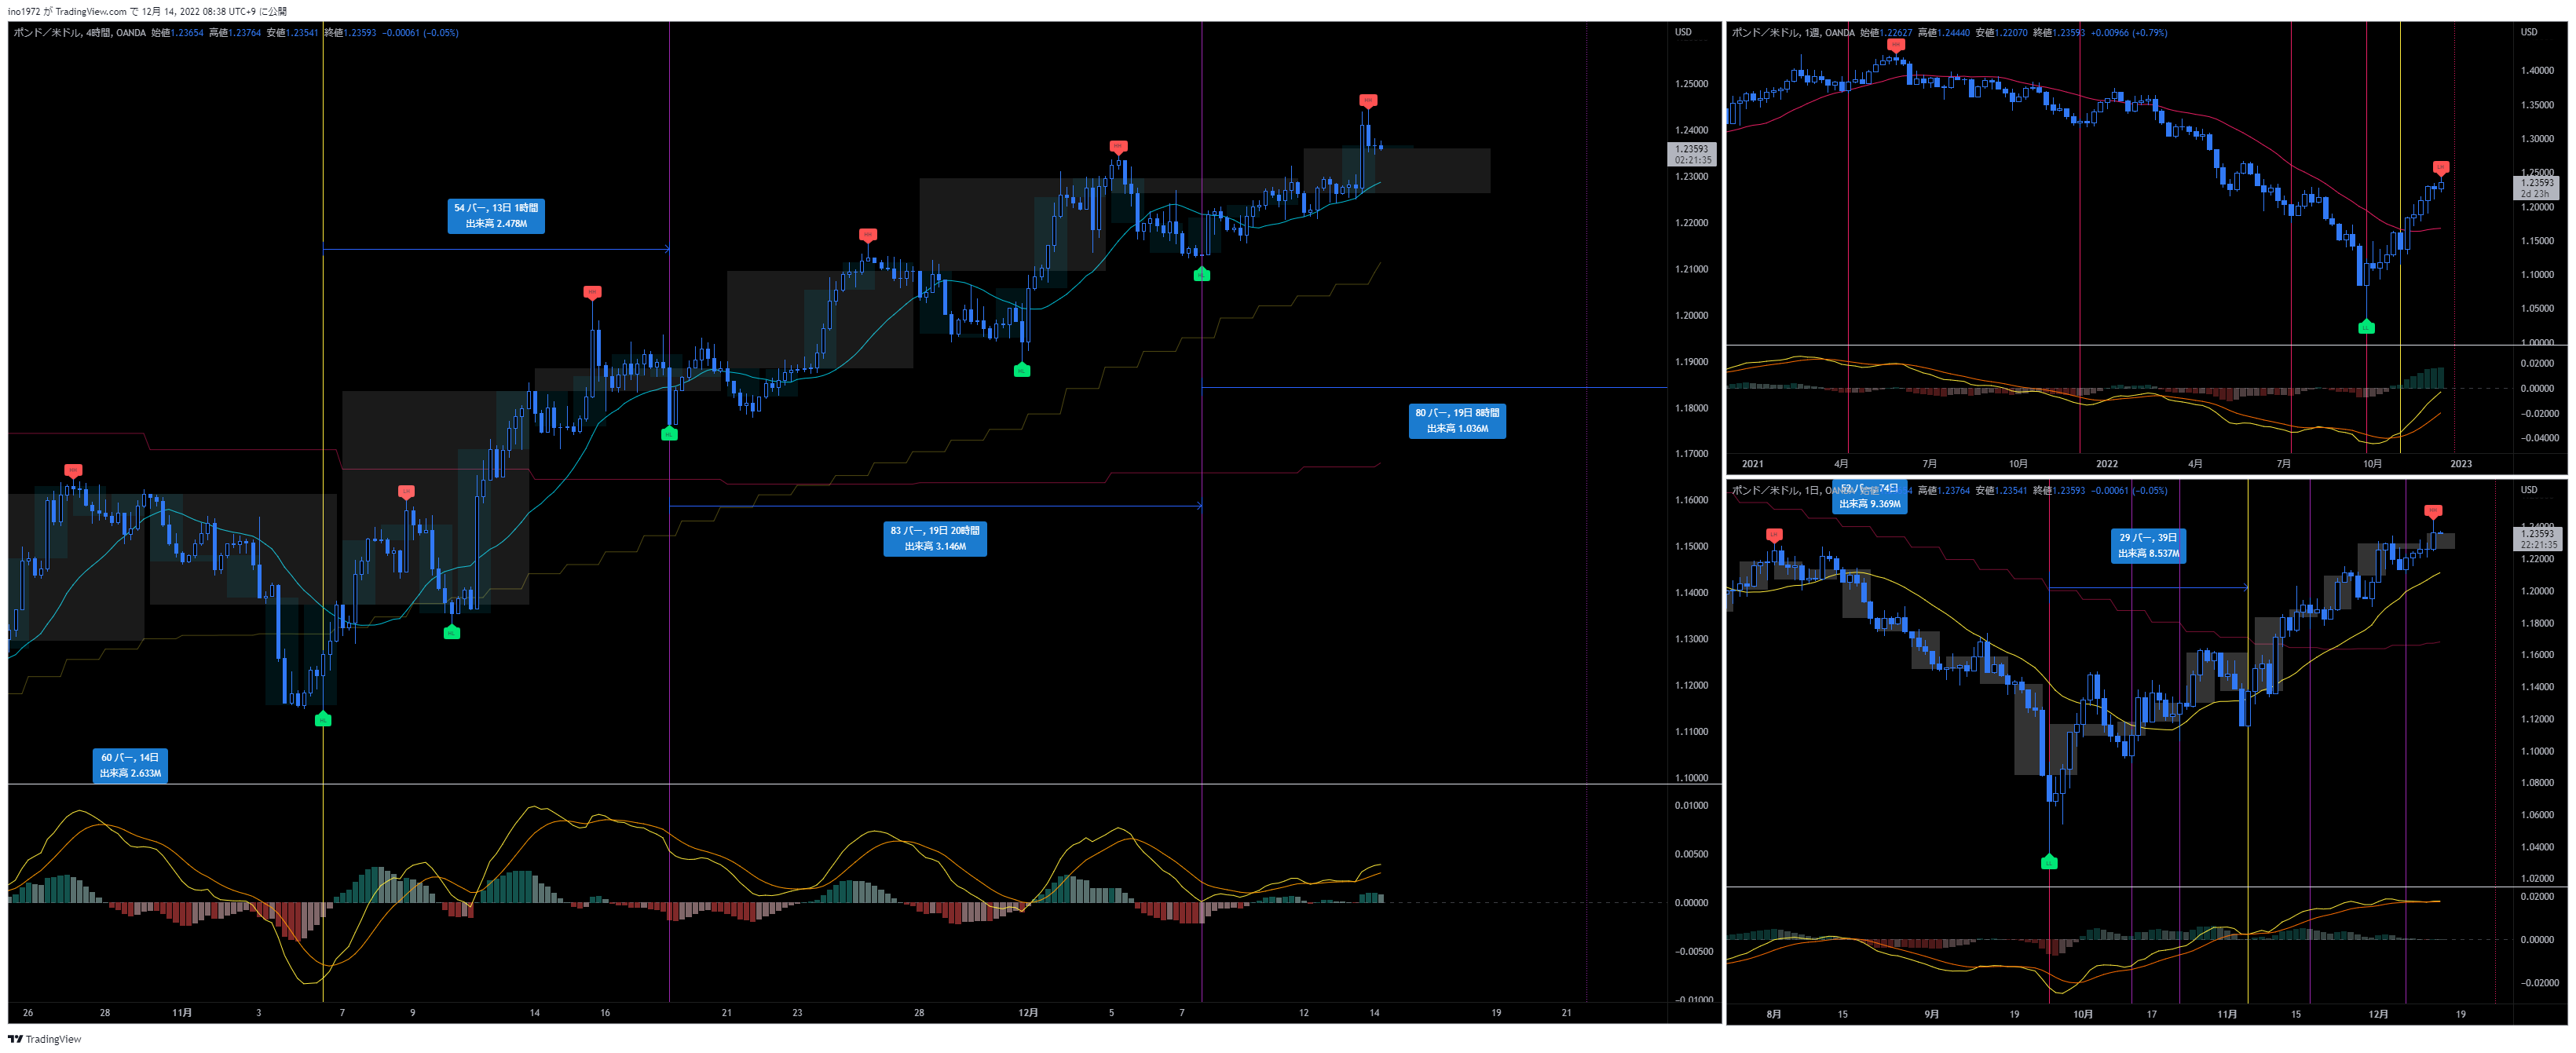 ino1972 が TradingView.com で 12月 14, 2022 08:38 UTC+9 に公開
ポンド／米ドル, 4時間, OANDA 始値1.23654 高値1.23764 安値1.23541 終値1.23593 −0.00061 (−0.05%)
USD
1.25000
1.24000
1.23593
02:21:35
1.23000
1.22000
1.21000
1.20000
1.19000
1.18000
1.17000
1.16000
1.15000
1.14000
1.13000
1.12000
1.11000
1.10000
54 バー, 13日 1時間
出来高 2.478M
80 バー, 19日 8時間
出来高 1.036M
83 バー, 19日 20時間
出来高 3.146M
60 バー, 14日
出来高 2.633M
0.01000
0.00500
0.00000
−0.00500
−0.01000
26 28 11月 3 7 9 14 16 21 23 28 12月 5 7 12 14 19 21
ポンド／米ドル, 1週, OANDA 始値1.22627 高値1.24440 安値1.22070 終値1.23593 +0.00966 (+0.79%)
USD
1.40000
1.35000
1.30000
1.25000
1.23593
2d 23h
1.20000
1.15000
1.10000
1.05000
1.00000
0.02000
0.00000
−0.02000
−0.04000
2021 4月 7月 10月 2022 4月 7月 10月 2023
ポンド／米ドル, 1日, 高値1.23764 安値1.23541 終値1.23593 −0.00061 (−0.05%)
USD
52 バー, 74日
出来高 9.369M
29 バー, 39日
出来高 8.537M
1.24000
1.23593
22:21:35
1.22000
1.20000
1.18000
1.16000
1.14000
1.12000
1.10000
1.08000
1.06000
1.04000
1.02000
0.02000
0.00000
−0.02000
8月 15 9月 19 10月 17 11月 15 12月 19
TradingView